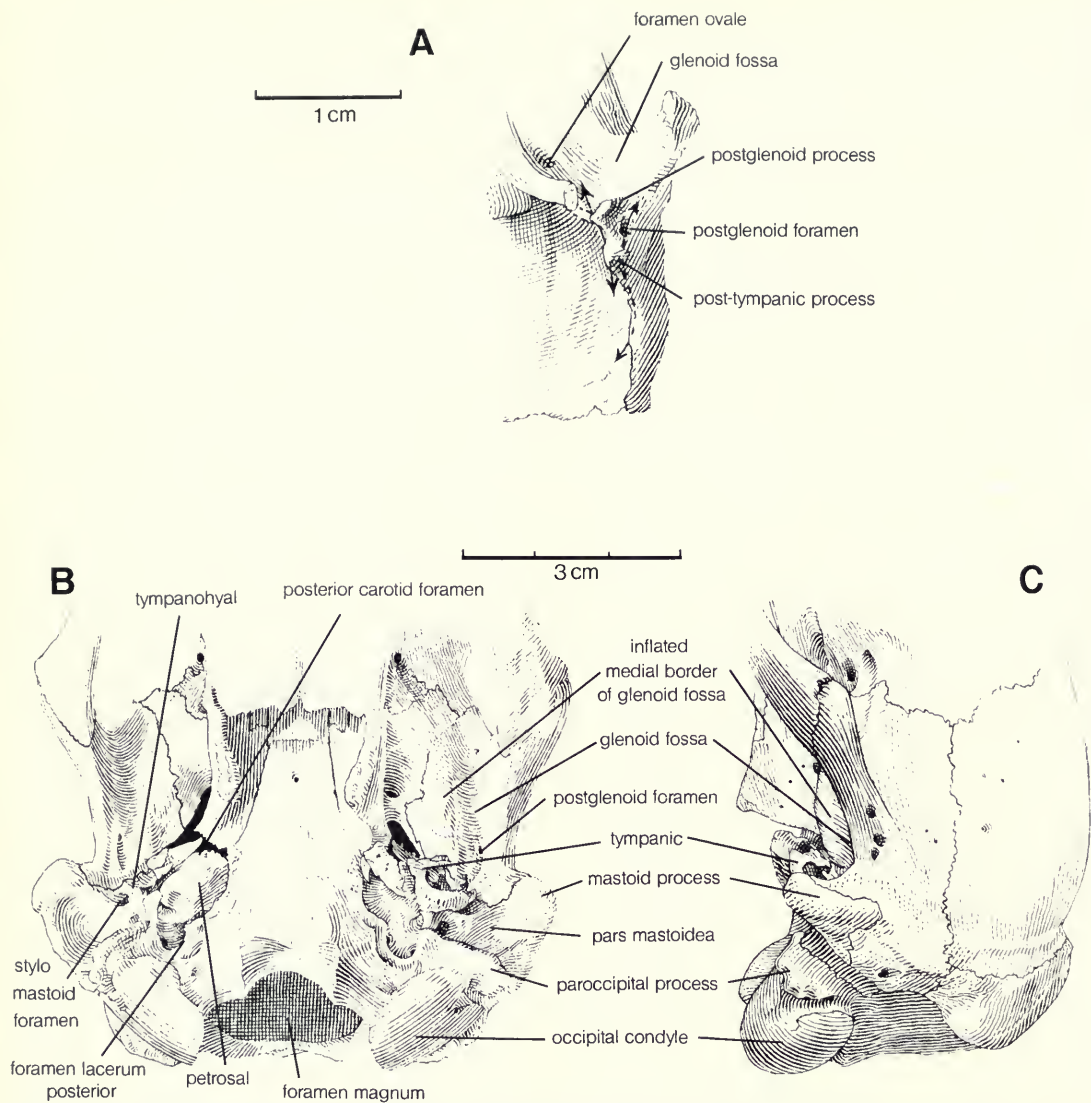 A
foramen ovale
glenoid fossa
1 cm
postglenoid process
postglenoid foramen
post-tympanic process
3 cm
B
C
tympanohyal
posterior carotid foramen
inflated
medial border
of glenoid fossa
glenoid fossa
postglenoid foramen
tympanic
mastoid process
pars mastoidea
paroccipital process
occipital condyle
stylo
mastoid
foramen
foramen lacerum
posterior
petrosal
foramen magnum